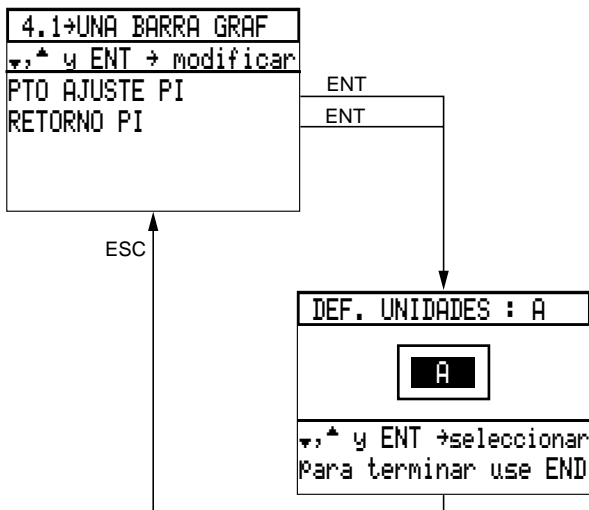 4.1→UNA BARRA GRAF
▼,▲ y ENT → modificar
PTO AJUSTE PI
RETORNO PI
ENT
ENT
ESC
DEF. UNIDADES : A
A
▼,▲ y ENT →seleccionar
Para terminar use END